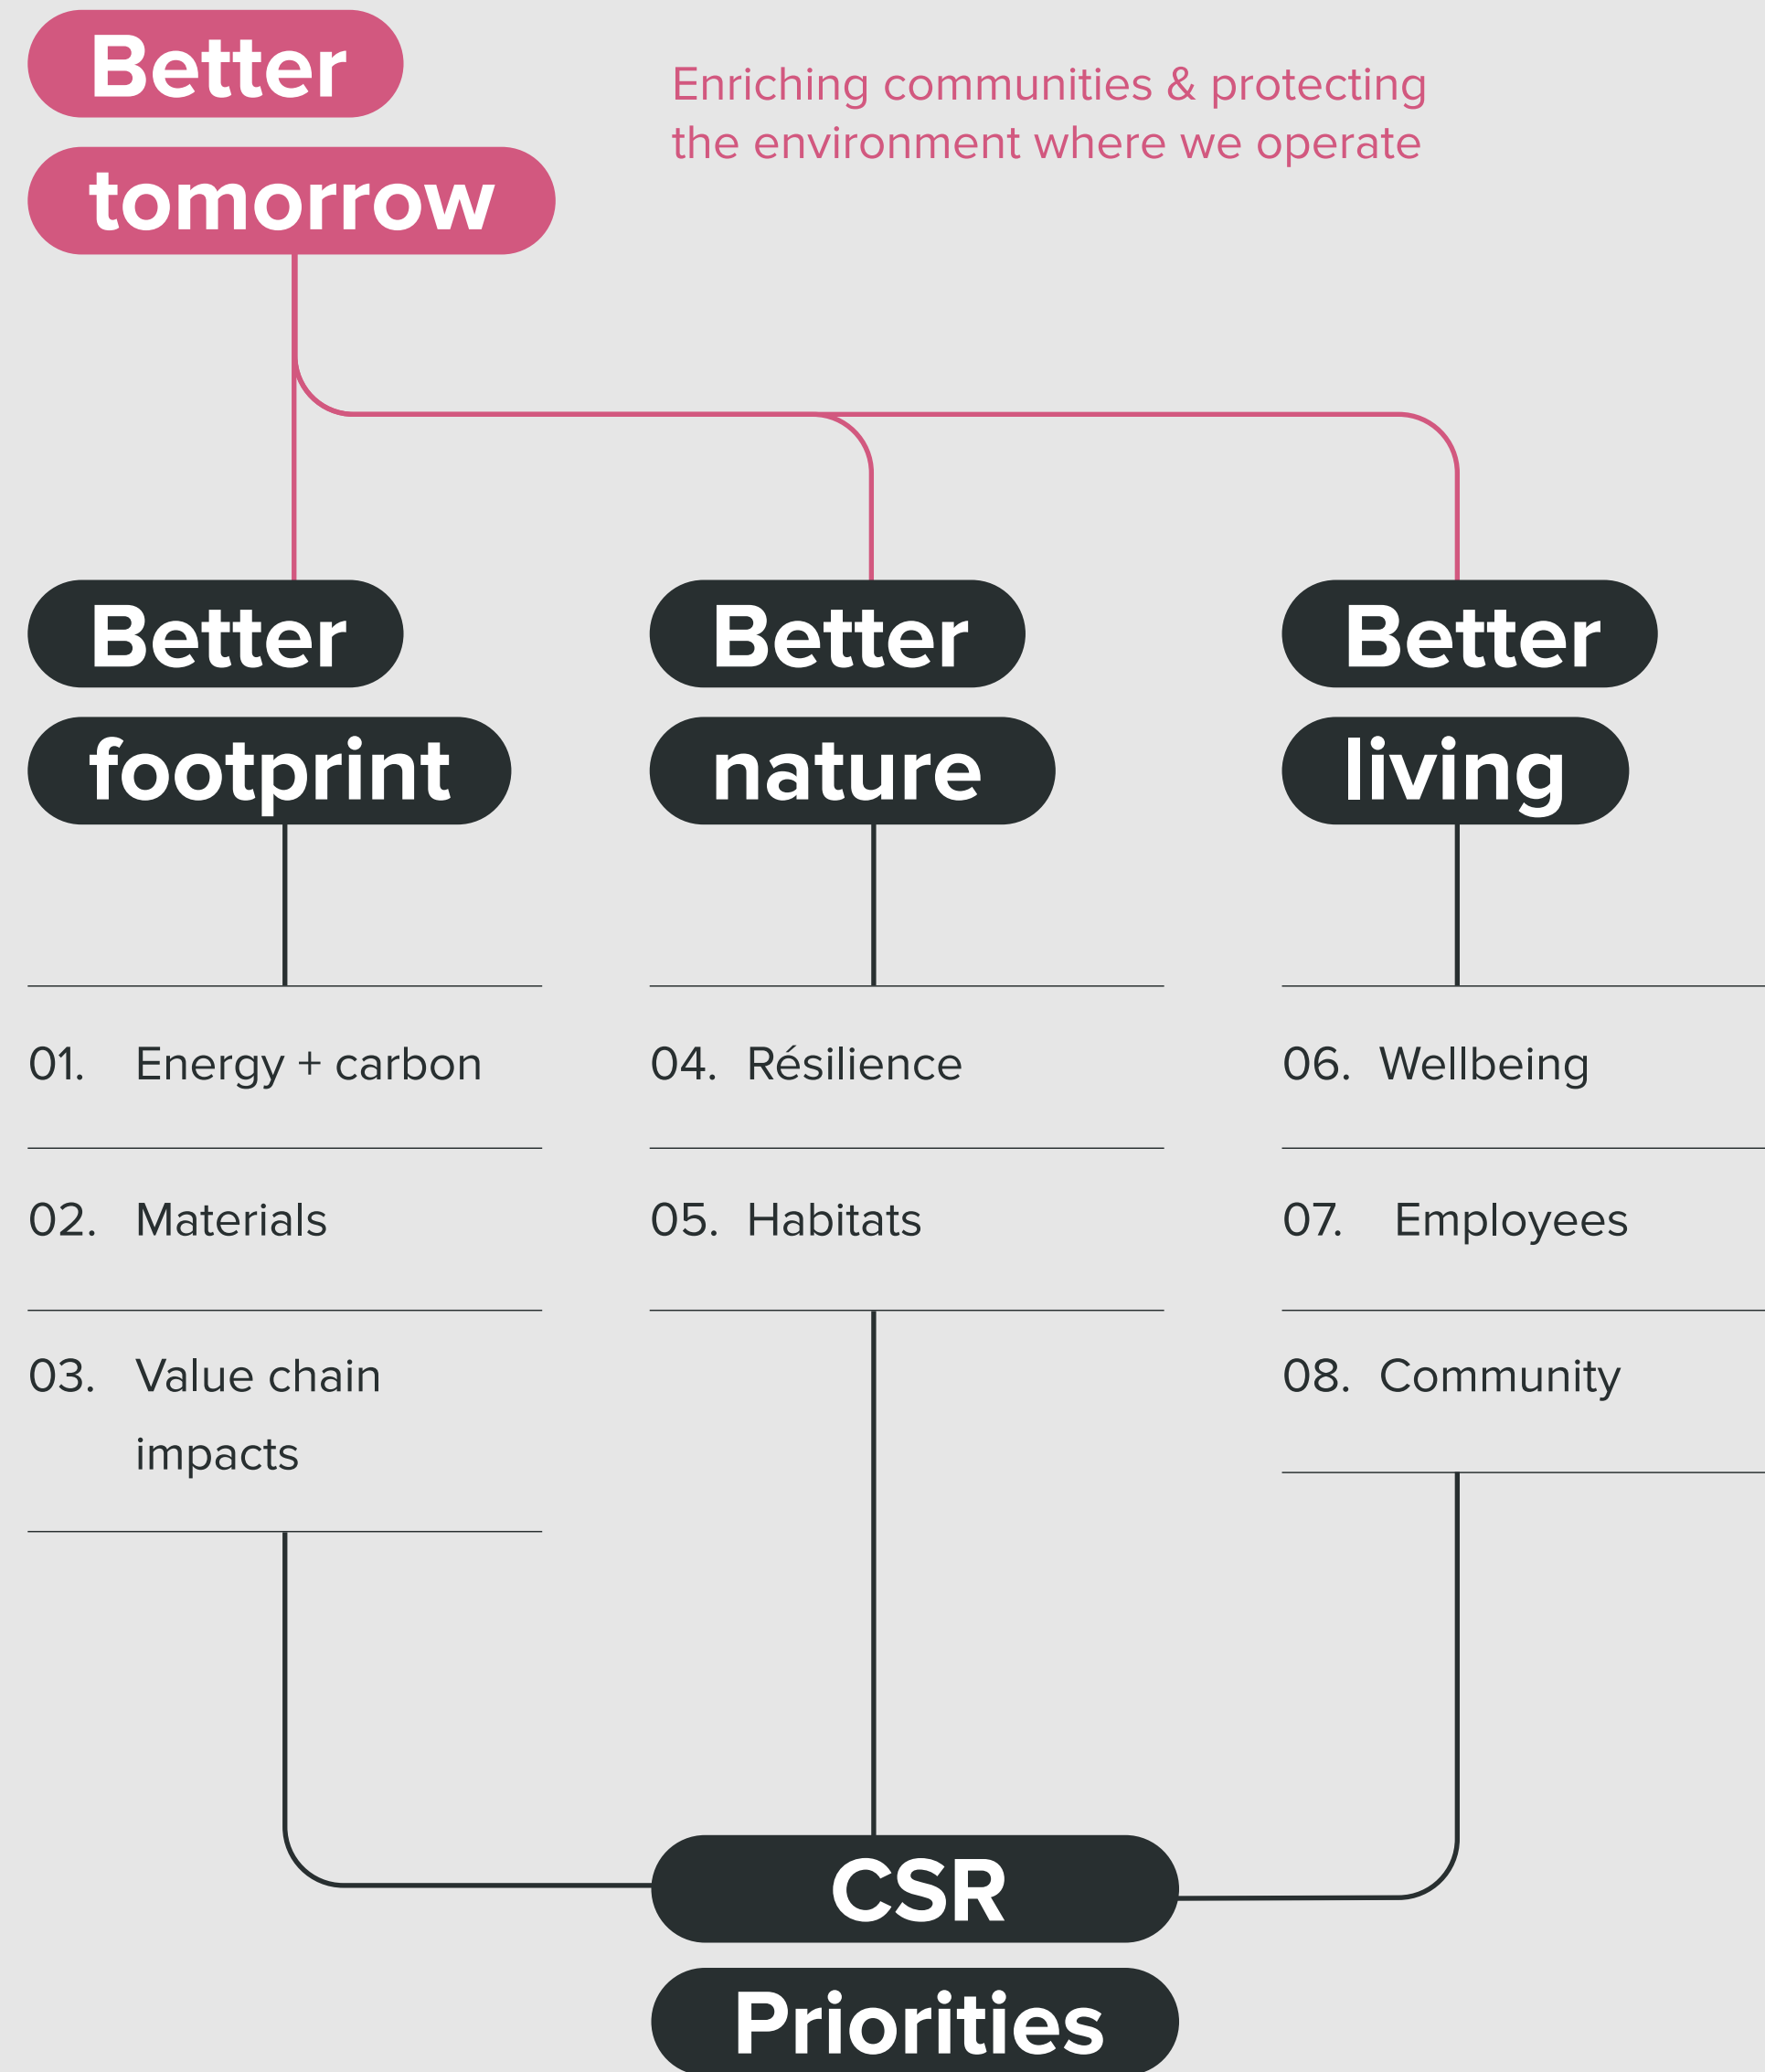 Better
tomorrow
Enriching communities & protecting
the environment where we operate
Better
footprint
Better
nature
Better
living
01. Energy + carbon
02. Materials
03. Value chain
impacts
04. Résilience
05. Habitats
06. Wellbeing
07. Employees
08. Community
CSR
Priorities